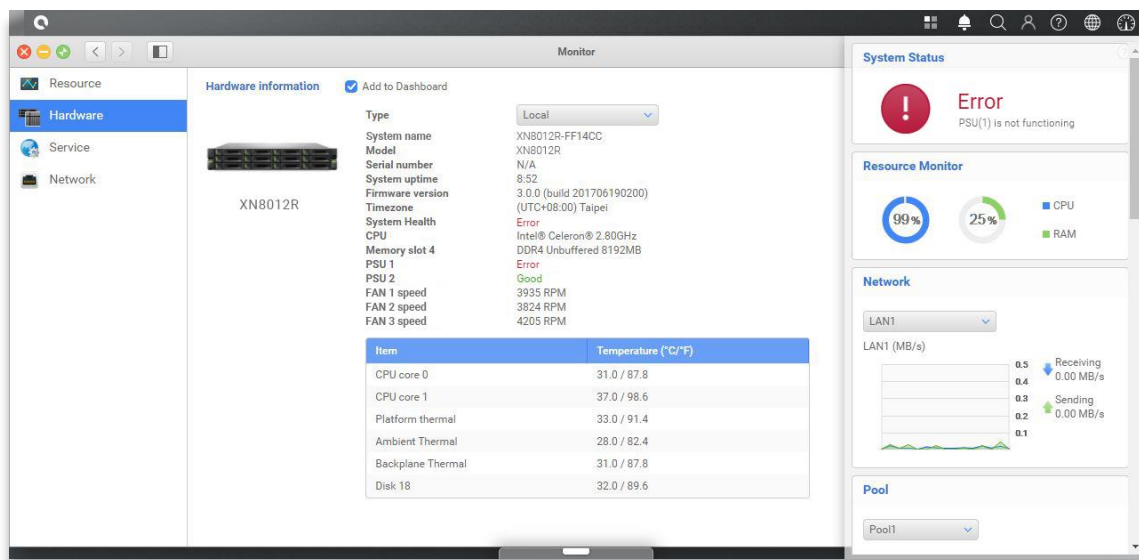 Monitor
Resource
Hardware
Service
Network
Hardware information
Add to Dashboard
XN8012R
Type Local
System name XN8012R-FF14CC
Model XN8012R
Serial number N/A
System uptime 8:52
Firmware version 3.0.0 (build 201706190200)
Timezone (UTC+08:00) Taipei
System Health Error
CPU Intel® Celeron® 2.80GHz
Memory slot 4 DDR4 Unbuffered 8192MB
PSU 1 Error
PSU 2 Good
FAN 1 speed 3935 RPM
FAN 2 speed 3824 RPM
FAN 3 speed 4205 RPM
Item Temperature (°C/°F)
CPU core 0 31.0 / 87.8
CPU core 1 37.0 / 98.6
Platform thermal 33.0 / 91.4
Ambient Thermal 28.0 / 82.4
Backplane Thermal 31.0 / 87.8
Disk 18 32.0 / 89.6
System Status
Error
PSU(1) is not functioning
Resource Monitor
99%
25%
CPU
RAM
Network
LAN1
LAN1 (MB/s)
0.5
0.4
0.3
0.2
0.1
Receiving
0.00 MB/s
Sending
0.00 MB/s
Pool
Pool1